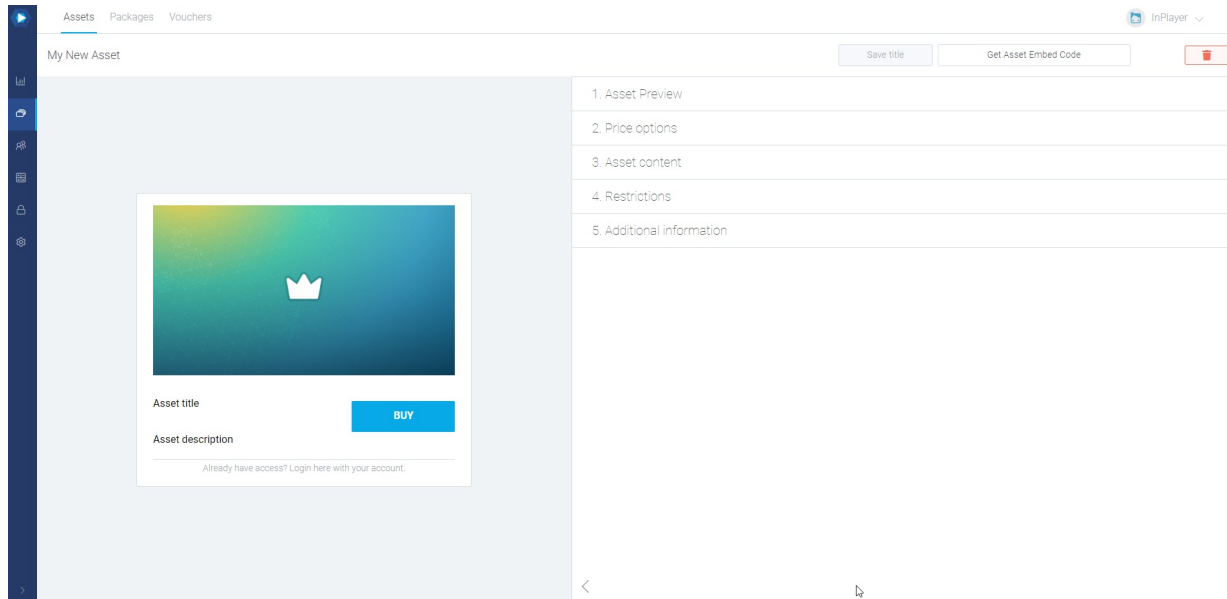 Assets Packages Vouchers
InPlayer
My New Asset
Save title
Get Asset Embed Code
1. Asset Preview
2. Price options
3. Asset content
4. Restrictions
5. Additional information
Asset title
BUY
Asset description
Already have access? Login here with your account.